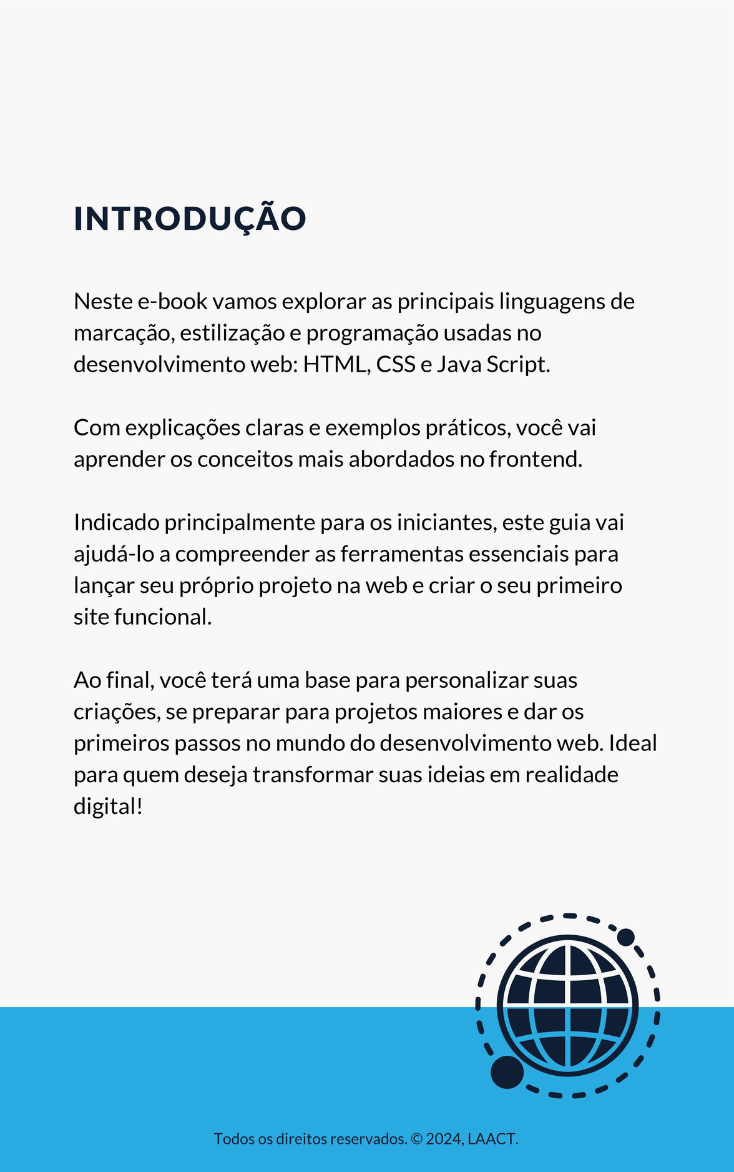 INTRODUÇÃO
Neste e-book vamos explorar as principais linguagens de
marcação, estilização e programação usadas no
desenvolvimento web: HTML, CSS e Java Script.
Com explicações claras e exemplos práticos, você vai
aprender os conceitos mais abordados no frontend.
Indicado principalmente para os iniciantes, este guia vai
ajudá-lo a compreender as ferramentas essenciais para
lançar seu próprio projeto na web e criar o seu primeiro
site funcional.
Ao final, você terá uma base para personalizar suas
criações, se preparar para projetos maiores e dar os
primeiros passos no mundo do desenvolvimento web. Ideal
para quem deseja transformar suas ideias em realidade
digital!
Todos os direitos reservados. © 2024, LAACT.